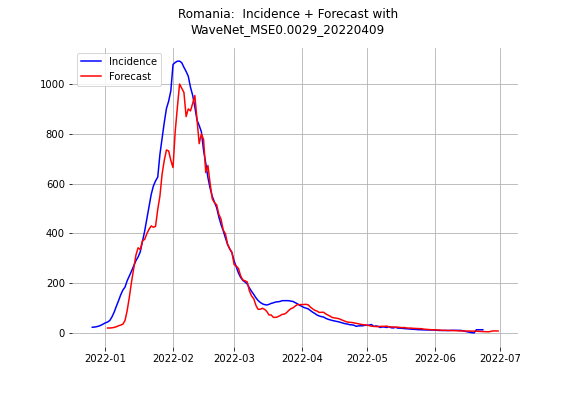 Romania:  Incidence + Forecast with
WaveNet_MSE0.0029_20220409
Incidence
Forecast
1000
800
600
400
200
0
2022-01 2022-02 2022-03 2022-04 2022-05 2022-06 2022-07